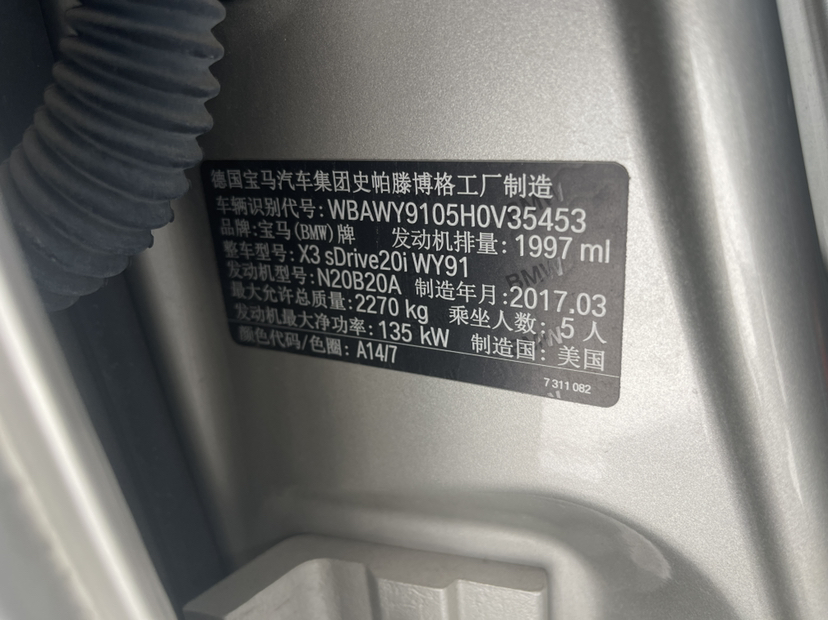 德国宝马汽车集团史帕滕博格工厂制造
车辆识别代号: WBAWY9105H0V35453
品牌: 宝马(BMW)牌 发动机排量: 1997 ml
整车型号: X3 sDrive20i WY91
发动机型号: N20B20A 制造年月: 2017.03
最大允许总质量: 2270 kg 乘坐人数: 5 人
发动机最大净功率: 135 kW 制造国: 美国
颜色代码/色圈: A14/7
7 311 082